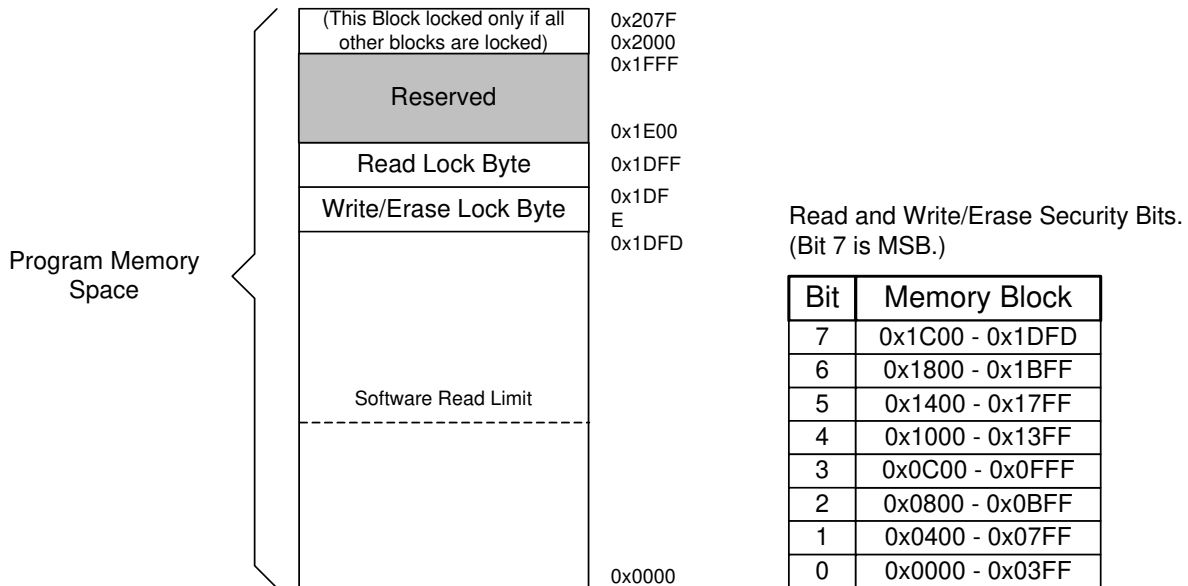 (This Block locked only if all
other blocks are locked)
0x207F
0x2000
0x1FFF
Reserved
0x1E00
Read Lock Byte
0x1DFF
Write/Erase Lock Byte
0x1DF
E
0x1DFD
Program Memory
Space
Software Read Limit
0x0000
Read and Write/Erase Security Bits.
(Bit 7 is MSB.)
Bit Memory Block
7 0x1C00 - 0x1DFD
6 0x1800 - 0x1BFF
5 0x1400 - 0x17FF
4 0x1000 - 0x13FF
3 0x0C00 - 0x0FFF
2 0x0800 - 0x0BFF
1 0x0400 - 0x07FF
0 0x0000 - 0x03FF